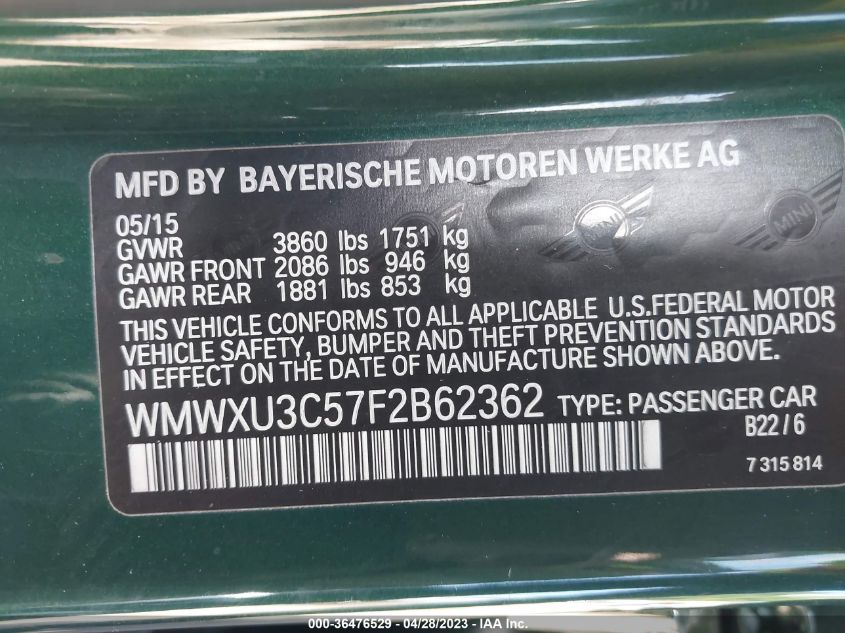 MFD BY BAYERISCHE MOTOREN WERKE AG
05/15
GVWR 3860 lbs 1751 kg
GAWR FRONT 2086 lbs 946 kg
GAWR REAR 1881 lbs 853 kg
MINI
MINI
THIS VEHICLE CONFORMS TO ALL APPLICABLE U.S.FEDERAL MOTOR
VEHICLE SAFETY, BUMPER AND THEFT PREVENTION STANDARDS
IN EFFECT ON THE DATE OF MANUFACTURE SHOWN ABOVE.
WMWXU3C57F2B62362 TYPE: PASSENGER CAR
B22/6
7 315 814
000-36476529 - 04/28/2023 - IAA Inc.